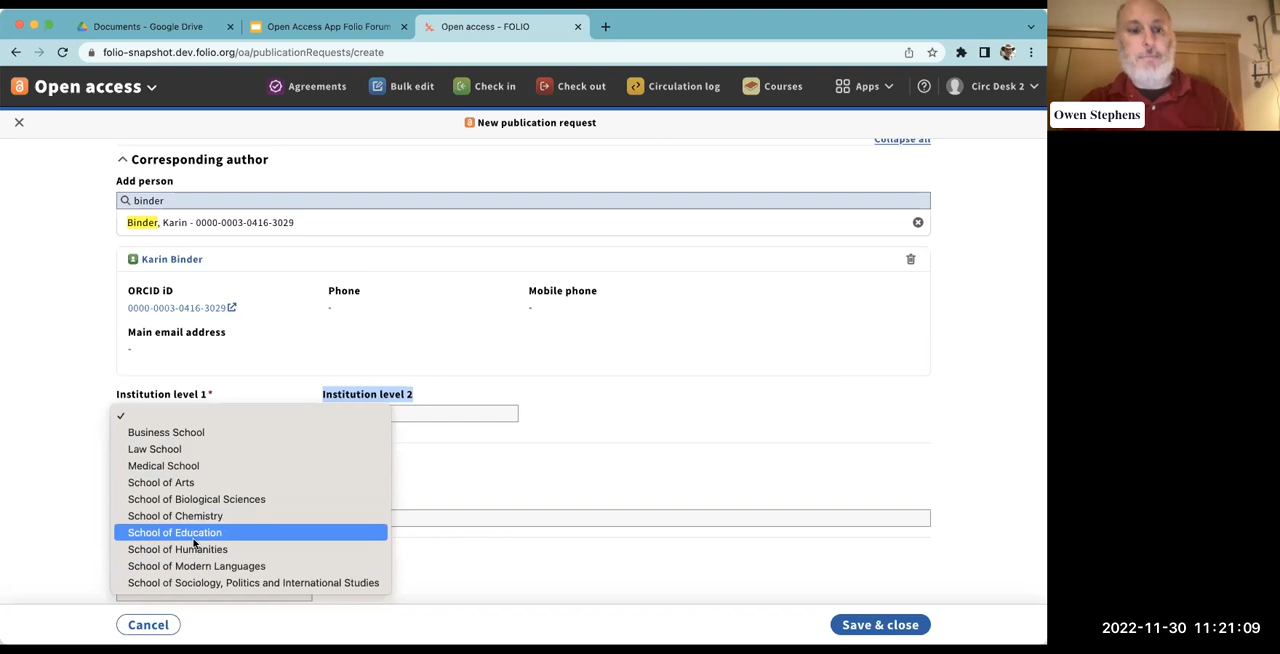 Documents - Google Drive
Open Access App Folio Forum
Open access - FOLIO
folio-snapshot.dev.folio.org/oa/publicationRequests/create
Open access
Agreements
Bulk edit
Check in
Check out
Circulation log
Courses
Apps
Circ Desk 2
New publication request
Collapse all
Corresponding author
Add person
binder
Binder, Karin - 0000-0003-0416-3029
Karin Binder
ORCID iD
Phone
Mobile phone
0000-0003-0416-3029
-
-
Main email address
-
Institution level 1*
Institution level 2
Business School
Law School
Medical School
School of Arts
School of Biological Sciences
School of Chemistry
School of Education
School of Humanities
School of Modern Languages
School of Sociology, Politics and International Studies
Cancel
Save & close
Owen Stephens
2022-11-30 11:21:09